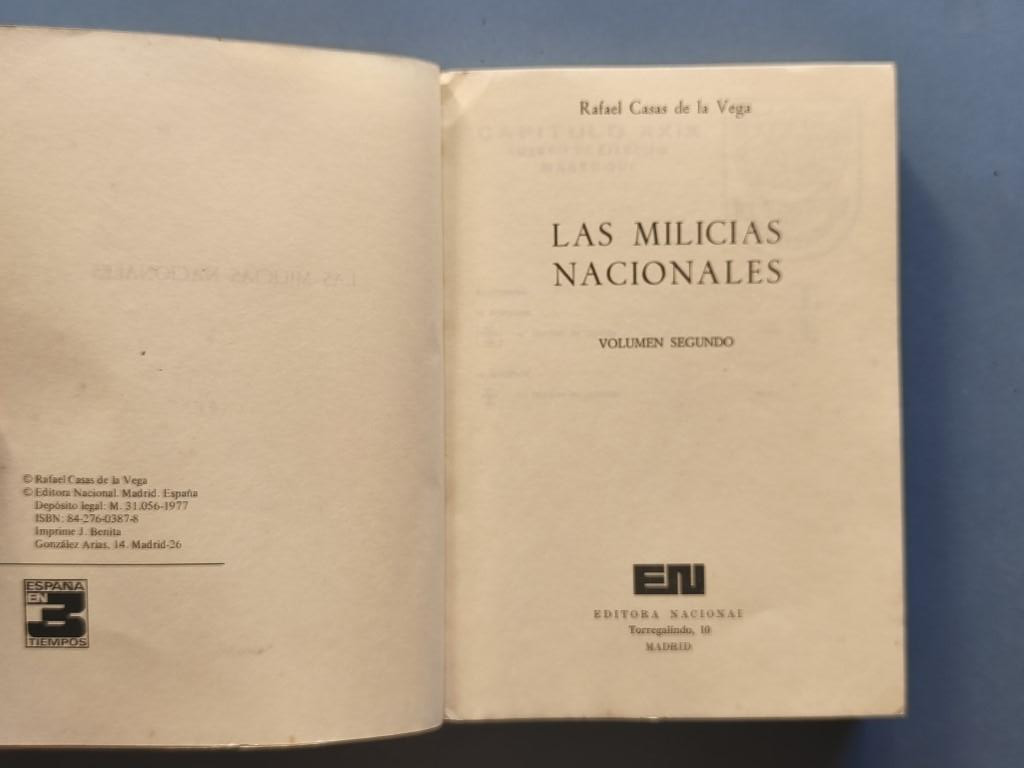 © Rafael Casas de la Vega
© Editora Nacional. Madrid. España
Depósito legal: M. 31.056-1977
ISBN: 84-276-0387-8
Imprime J. Benita
González Arias, 14. Madrid-26
ESPAÑA
EN
3
TIEMPOS
Rafael Casas de la Vega
LAS MILICIAS
NACIONALES
VOLUMEN SEGUNDO
EN
EDITORA NACIONAL
Torregalindo, 10
MADRID